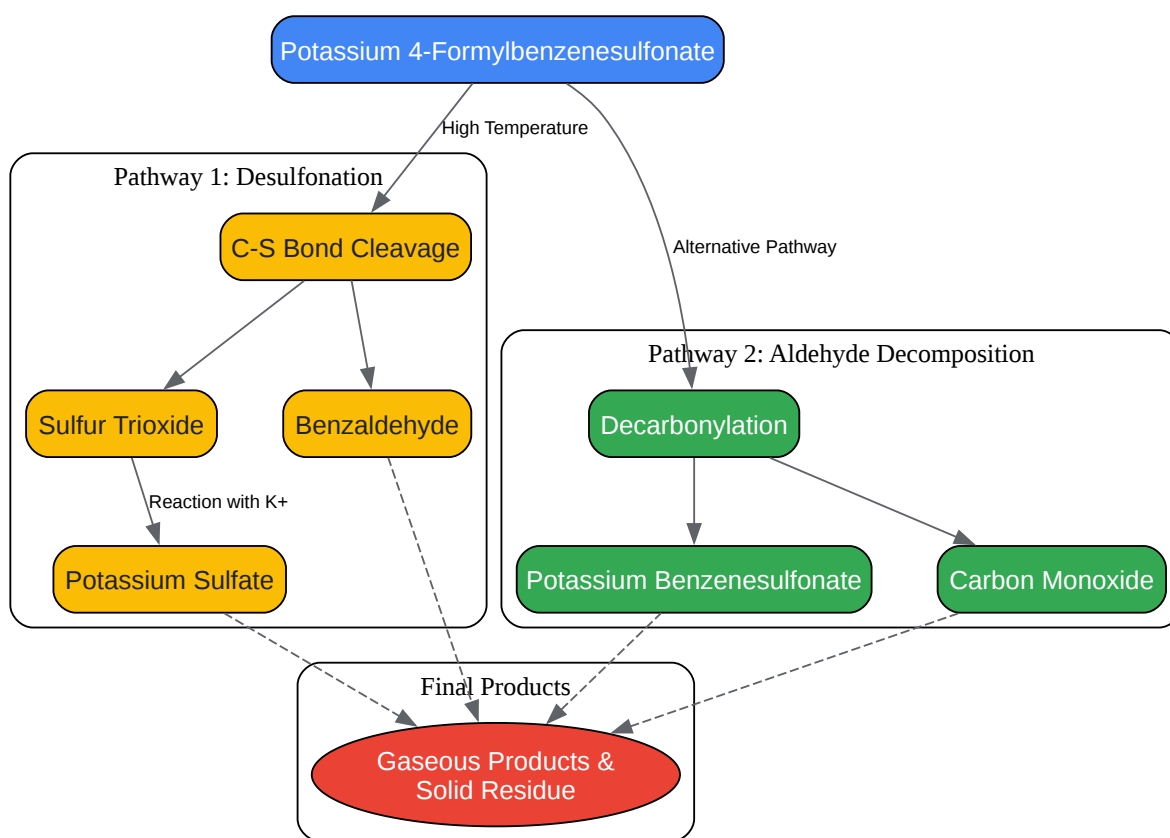 Potassium 4-Formylbenzenesulfonate
High Temperature
Pathway 1: Desulfonation
C-S Bond Cleavage
Alternative Pathway
Pathway 2: Aldehyde Decomposition
Sulfur Trioxide
Benzaldehyde
Decarbonylation
Reaction with K+
Potassium Sulfate
Potassium Benzenesulfonate
Carbon Monoxide
Final Products
Gaseous Products &
Solid Residue